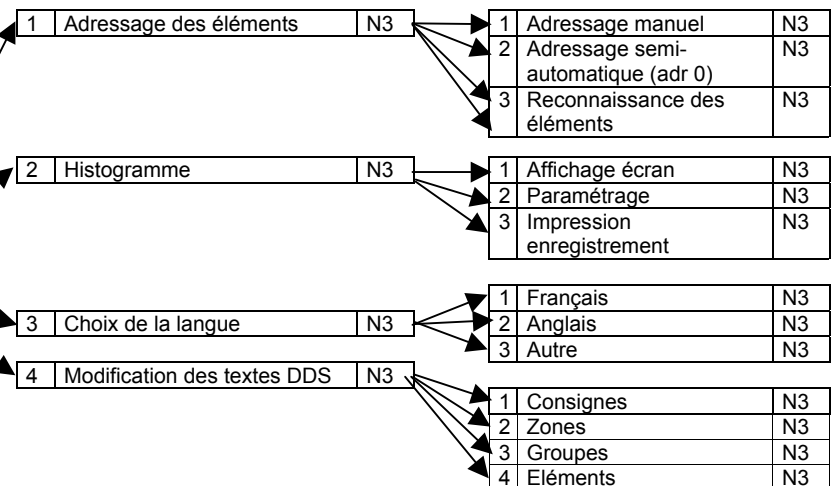 1 Adressage des éléments N3
1 Adressage manuel N3
2 Adressage semi- N3
automatique (adr 0)
3 Reconnaissance des N3
éléments
2 Histogramme N3
1 Affichage écran N3
2 Paramétrage N3
3 Impression N3
enregistrement
3 Choix de la langue N3
1 Français N3
2 Anglais N3
3 Autre N3
4 Modification des textes DDS N3
1 Consignes N3
2 Zones N3
3 Groupes N3
4 Eléments N3